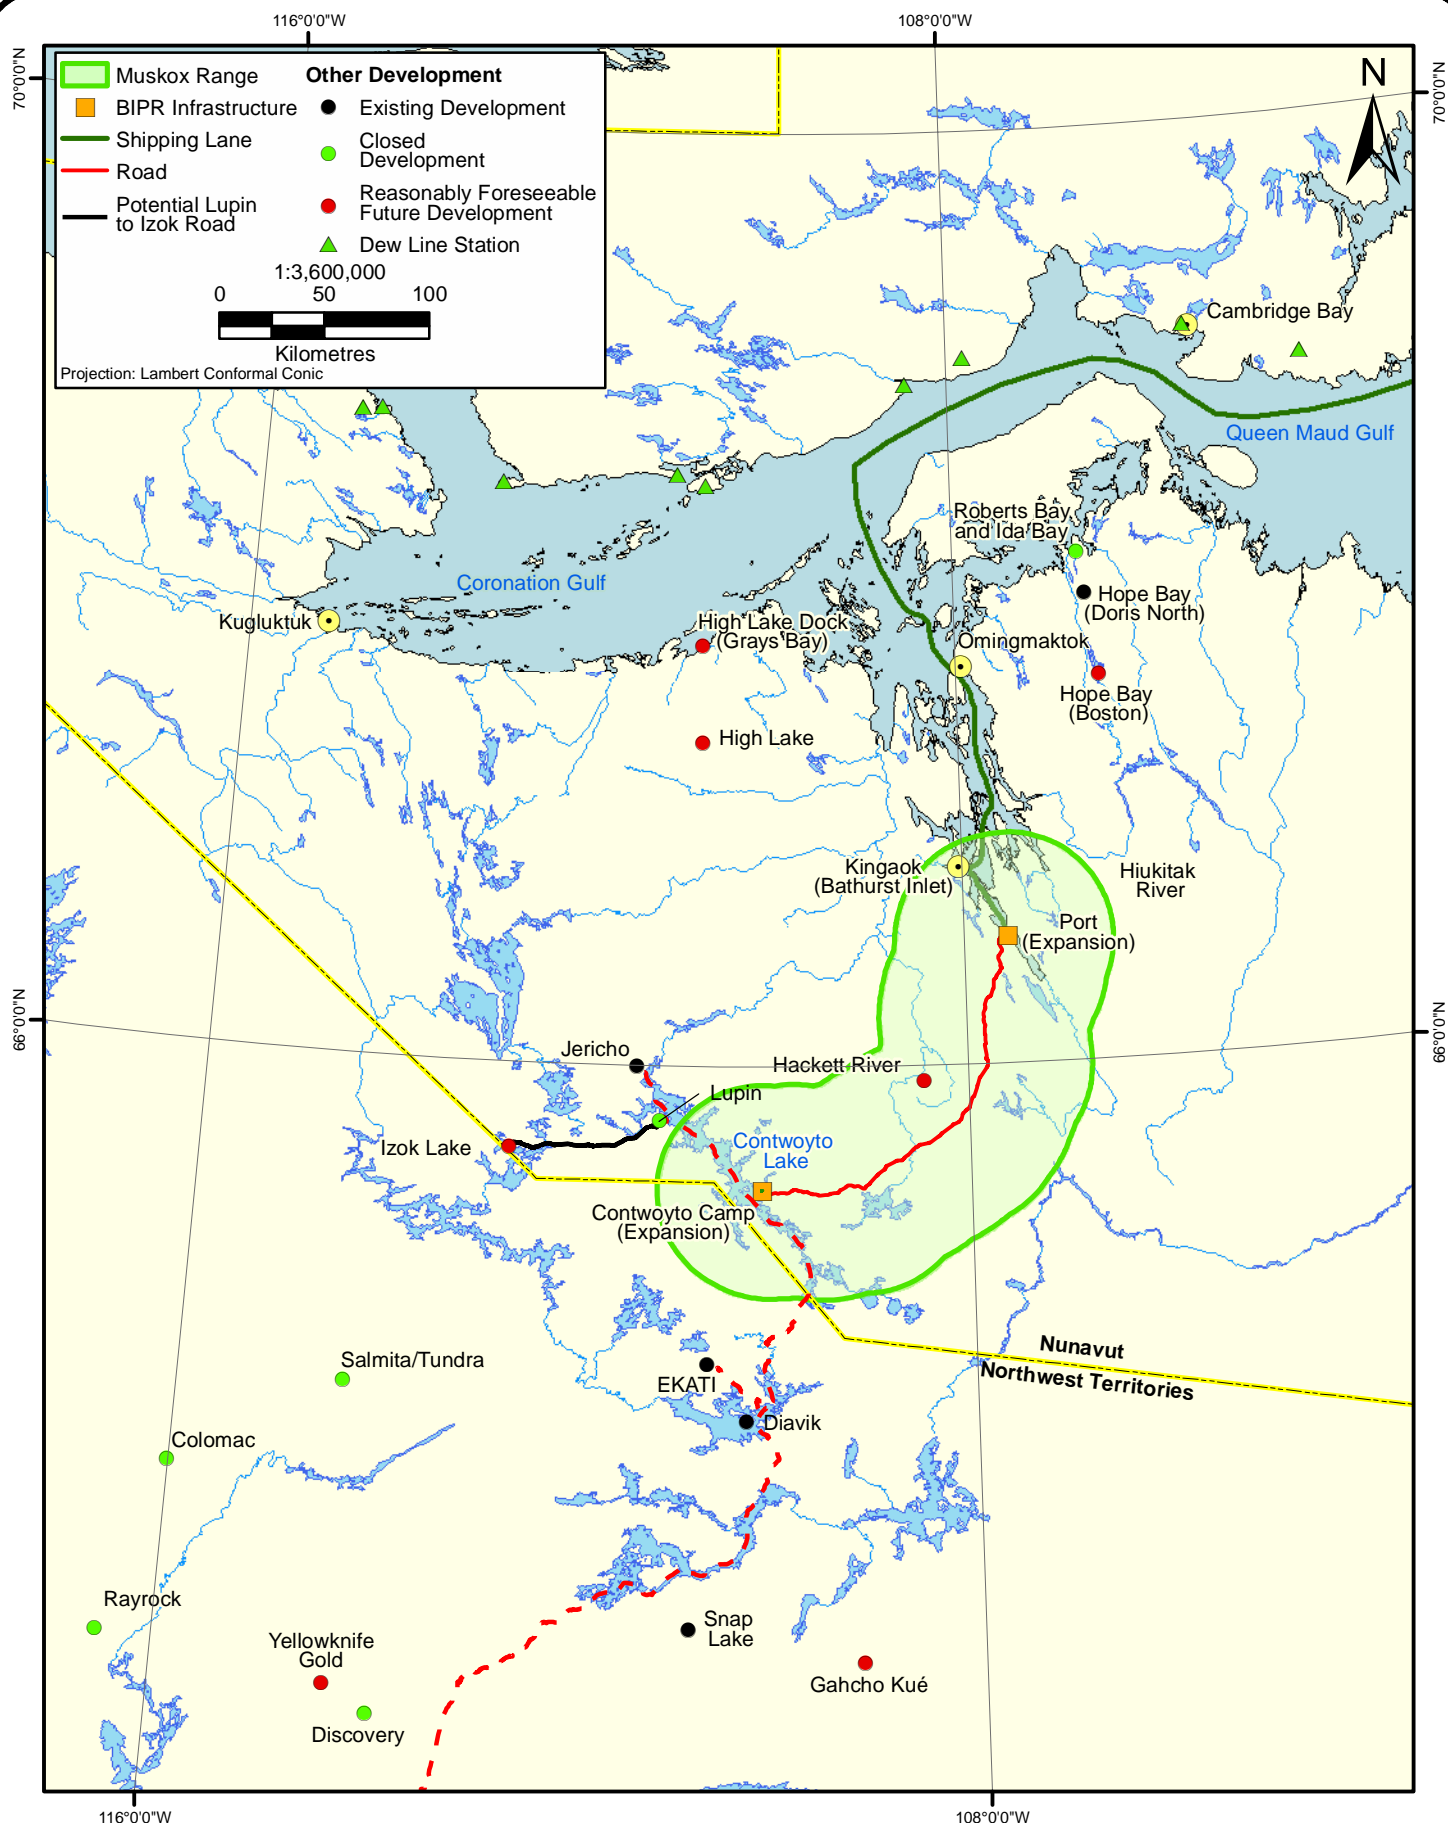 116°0'0"W
108°0'0"W
70°0'0"N
70°0'0"N
N
Muskox Range
BIPR Infrastructure
Shipping Lane
Road
Potential Lupin
to Izok Road
Other Development
Existing Development
Closed
Development
Reasonably Foreseeable
Future Development
Dew Line Station
1:3,600,000
0 50 100
Kilometres
Projection: Lambert Conformal Conic
Cambridge Bay
Queen Maud Gulf
Roberts Bay
and Ida Bay
Coronation Gulf
Hope Bay
(Doris North)
Kugluktuk
High Lake Dock
(Grays Bay)
Omingmaktok
Hope Bay
(Boston)
High Lake
Kingaok
(Bathurst Inlet)
Hiukitak
River
Port
(Expansion)
66°0'0"N
66°0'0"N
Jericho
Hackett River
Lupin
Izok Lake
Contwoyto
Lake
Contwoyto Camp
(Expansion)
Nunavut
Northwest Territories
Salmita/Tundra
EKATI
Diavik
Colomac
Rayrock
Snap
Lake
Yellowknife
Gold
Gahcho Kué
Discovery
116°0'0"W
108°0'0"W